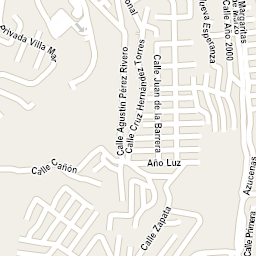 Privada Villa Maz
Calle Agustín Pérez Rivero
Calle Cruz Hernández Torres
Calle Juan de la Barrera
Nueva Esperanza
Calle Año 2000
Margaritas
Año Luz
Calle Cañón
Calle Zapata
Azucenas
Calle Primera